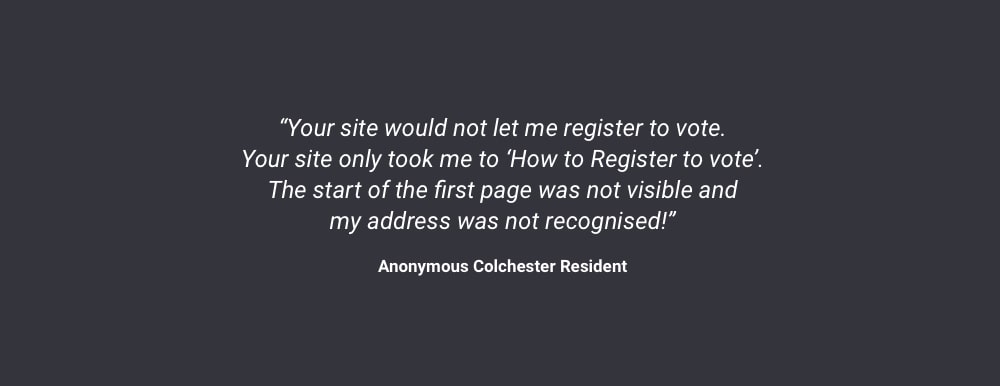 “Your site would not let me register to vote.
Your site only took me to ‘How to Register to vote’.
The start of the first page was not visible and
my address was not recognised!”
Anonymous Colchester Resident